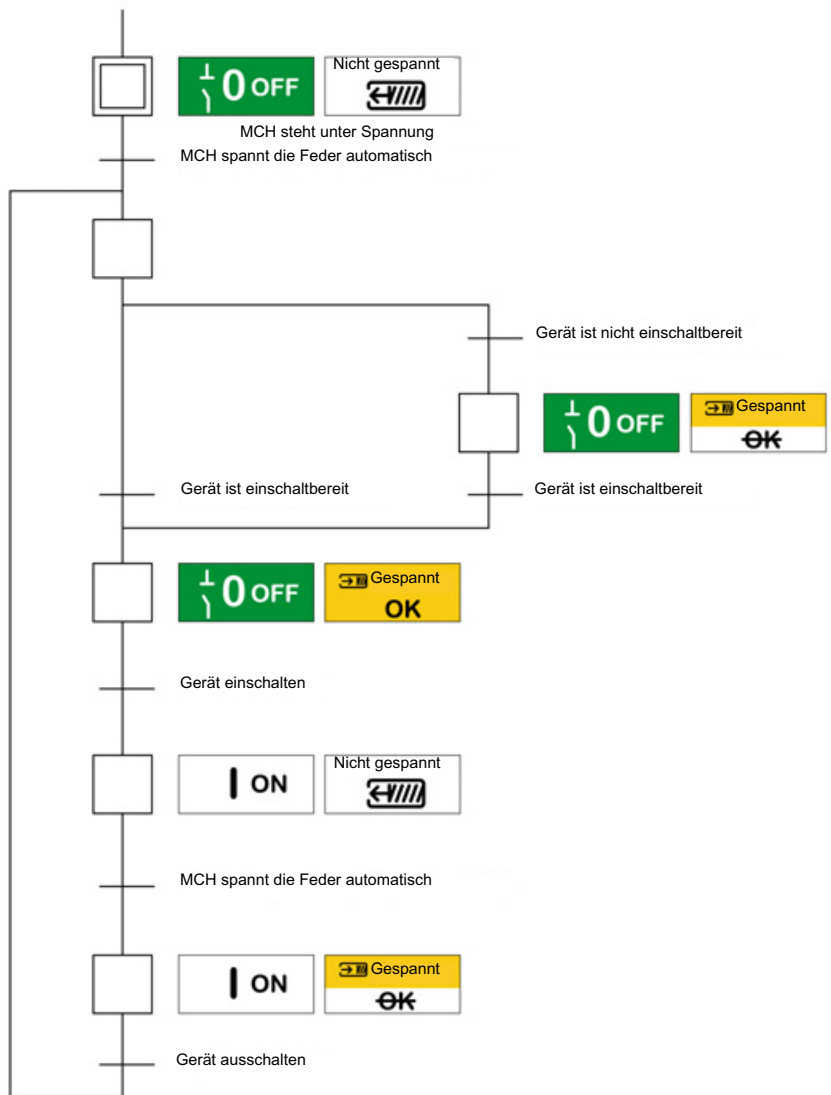 Nicht gespannt
0 OFF
MCH steht unter Spannung
MCH spannt die Feder automatisch
Gerät ist nicht einschaltbereit
Gespannt
0 OFF
OK
Gerät ist einschaltbereit
Gerät ist einschaltbereit
Gespannt
0 OFF
OK
Gerät einschalten
Nicht gespannt
I ON
MCH spannt die Feder automatisch
Gespannt
I ON
OK
Gerät ausschalten